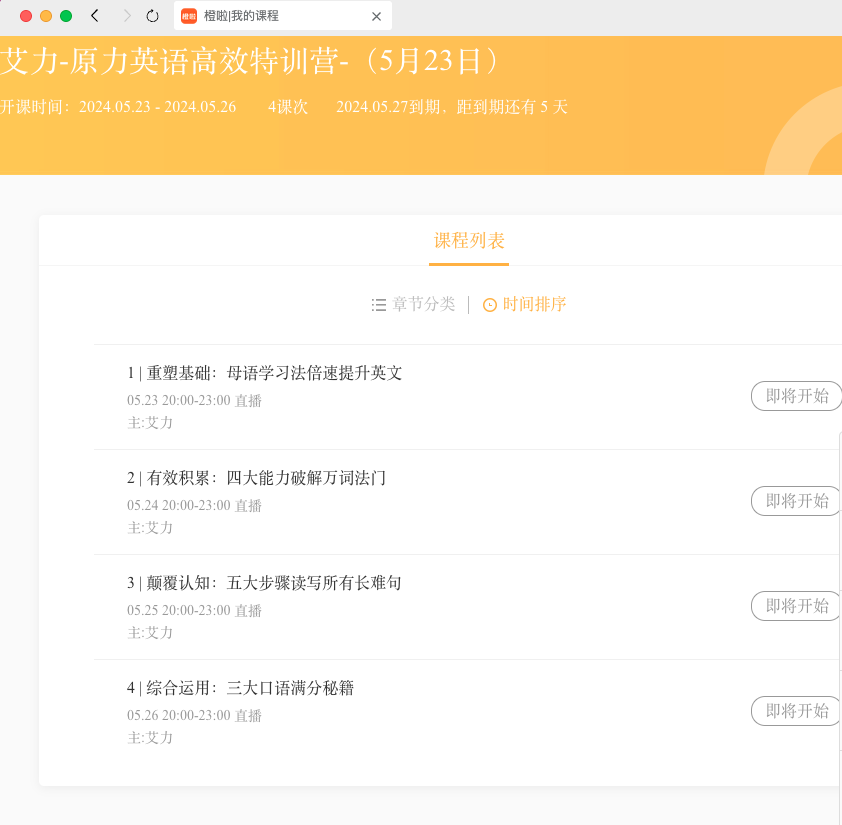 橙啦
橙啦|我的课程
艾力-原力英语高效特训营-（5月23日）
开课时间：2024.05.23 - 2024.05.26 4课次 2024.05.27到期，距到期还有 5 天
课程列表
章节分类 时间排序
1 | 重塑基础：母语学习法倍速提升英文
05.23 20:00-23:00 直播
主:艾力
即将开始
2 | 有效积累：四大能力破解万词法门
05.24 20:00-23:00 直播
主:艾力
即将开始
3 | 颠覆认知：五大步骤读写所有长难句
05.25 20:00-23:00 直播
主:艾力
即将开始
4 | 综合运用：三大口语满分秘籍
05.26 20:00-23:00 直播
主:艾力
即将开始